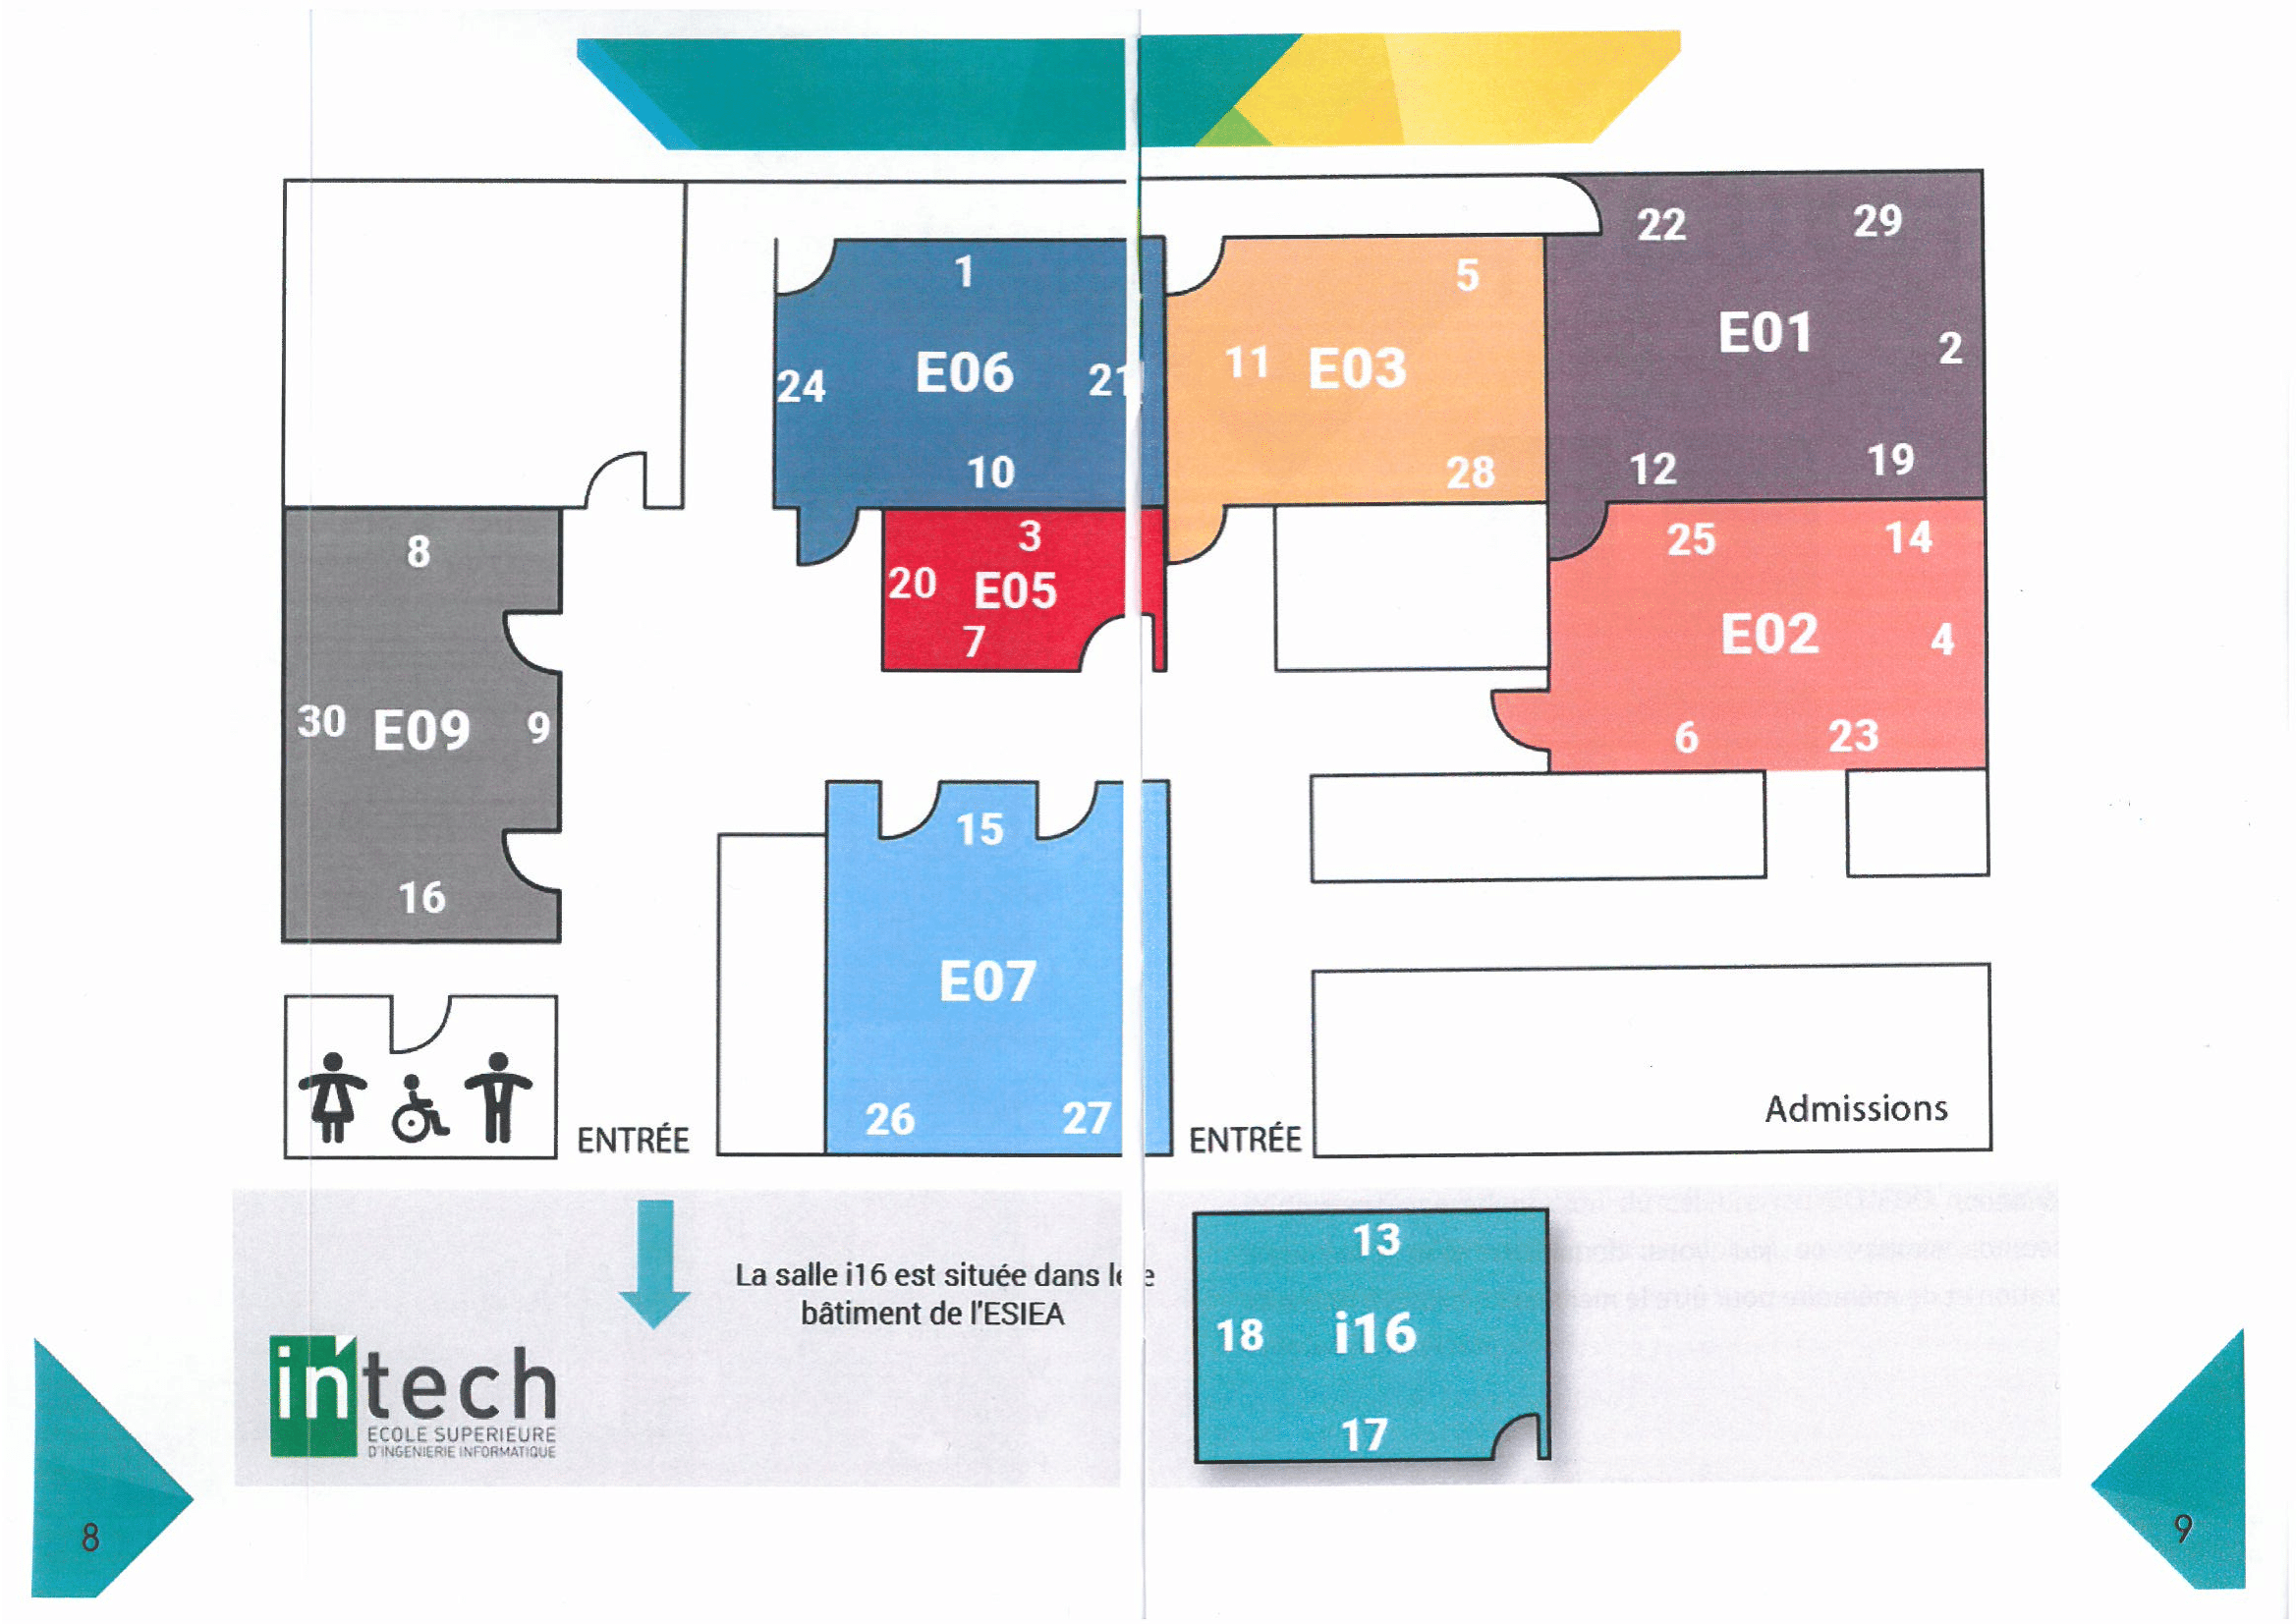 22 29
1 5
E01
2
24 E06 21 11 E03
10 28 12 19
8 3 25 14
20 E05
7 E02 4
30 E09 9 6 23
15
16
E07
26 27
Admissions
ENTRÉE ENTRÉE
13
La salle i16 est située dans le e
bâtiment de l'ESIEA
18 i16
17
intech
ECOLE SUPERIEURE
D'INGENIERIE INFORMATIQUE
8 9